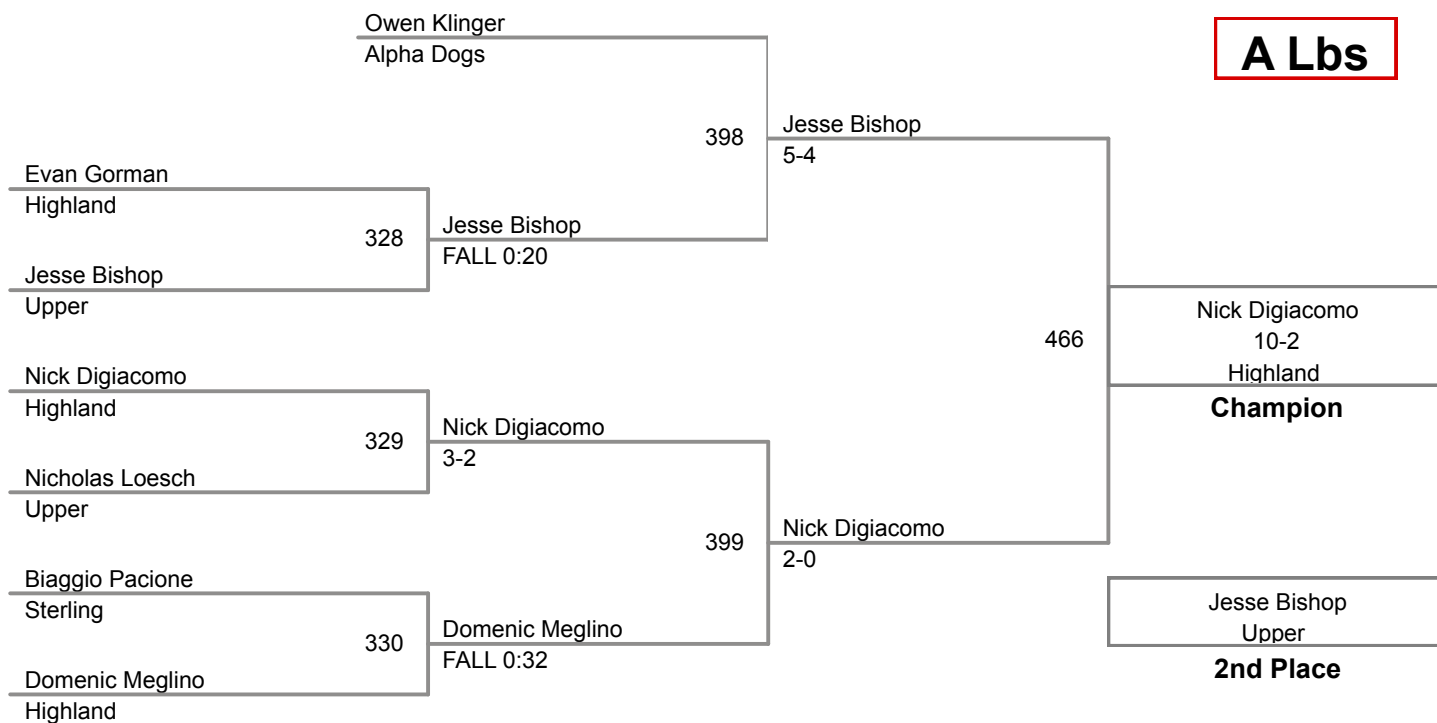 Owen Klinger
Alpha Dogs
A Lbs
398
Jesse Bishop
5-4
Evan Gorman
Highland
328
Jesse Bishop
FALL 0:20
Jesse Bishop
Upper
466
Nick Digiacomo
10-2
Highland
Champion
Nick Digiacomo
Highland
329
Nick Digiacomo
3-2
Nicholas Loesch
Upper
399
Nick Digiacomo
2-0
Biaggio Pacione
Sterling
330
Domenic Meglino
FALL 0:32
Domenic Meglino
Highland
Jesse Bishop
Upper
2nd Place